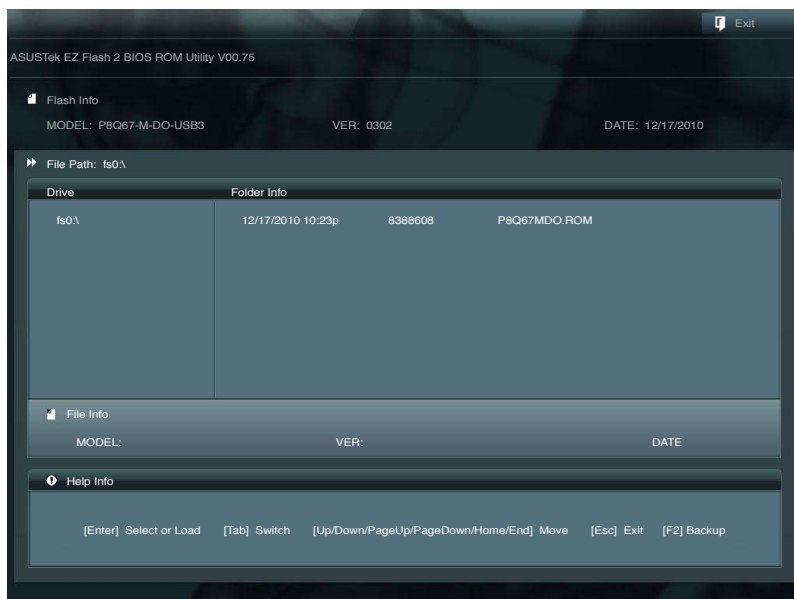 Exit
ASUSTek EZ Flash 2 BIOS ROM Utility V00.75
Flash Info
MODEL: P8Q67-M-DO-USB3 VER: 0302 DATE: 12/17/2010
File Path: fs0:\
Drive Folder Info
fs0:\ 12/17/2010 10:23p 8388608 P8Q67MDO.ROM
File Info
MODEL: VER: DATE
Help Info
[Enter] Select or Load [Tab] Switch [Up/Down/PageUp/PageDown/Home/End] Move [Esc] Exit [F2] Backup